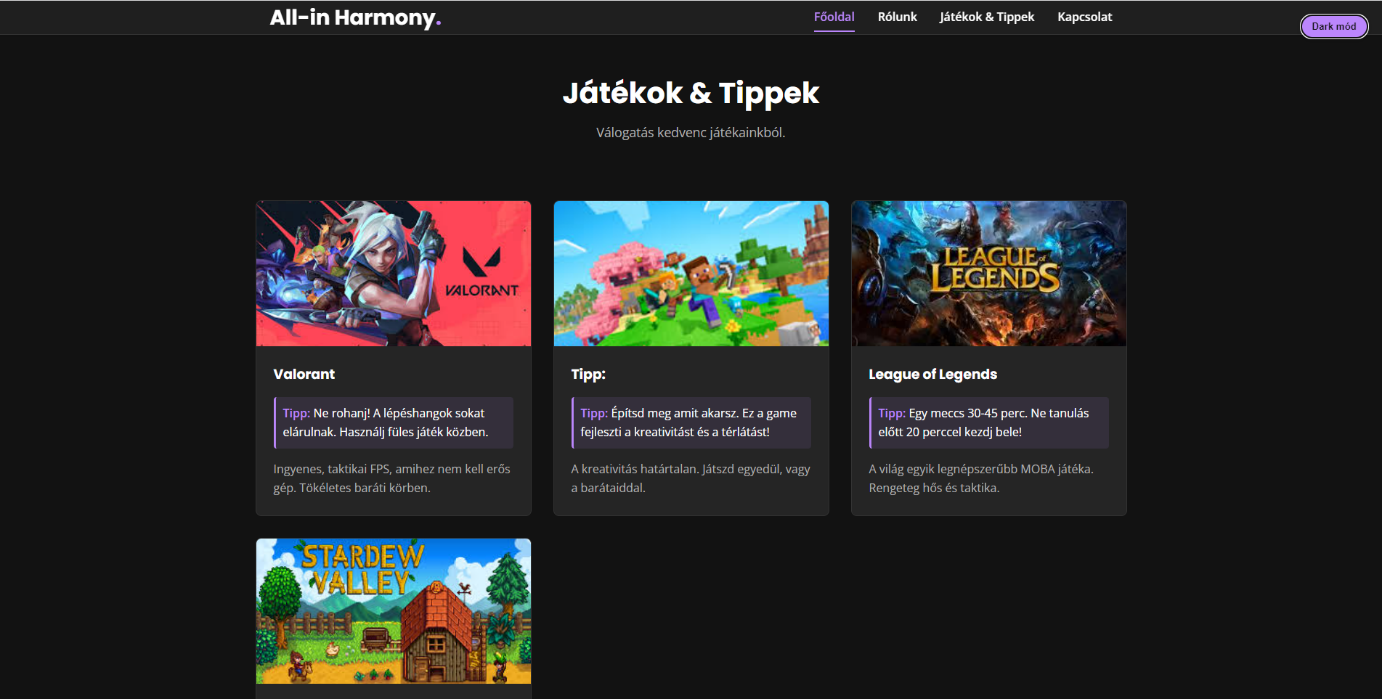 All-in Harmony.
Főoldal Rólunk Játékok & Tippek Kapcsolat
Dark mód
Játékok & Tippek
Válogatás kedvenc játékainkból.
VALORANT
Valorant
Tipp: Ne rohanj! A lépéshangok sokat
elárulnak. Használj füles játék közben.
Ingyenes, taktikai FPS, amihez nem kell erős
gép. Tökéletes baráti körben.
Tipp:
Tipp: Építsd meg amit akarsz. Ez a game
fejleszti a kreativitást és a térlátást!
A kreativitás határtalan. Játszd egyedül, vagy
a barátaiddal.
LEAGUE of
LEGENDS
League of Legends
Tipp: Egy meccs 30-45 perc. Ne tanulás
előtt 20 perccel kezdj bele!
A világ egyik legnépszerűbb MOBA játéka.
Rengeteg hős és taktika.
STARDEW
VALLEY